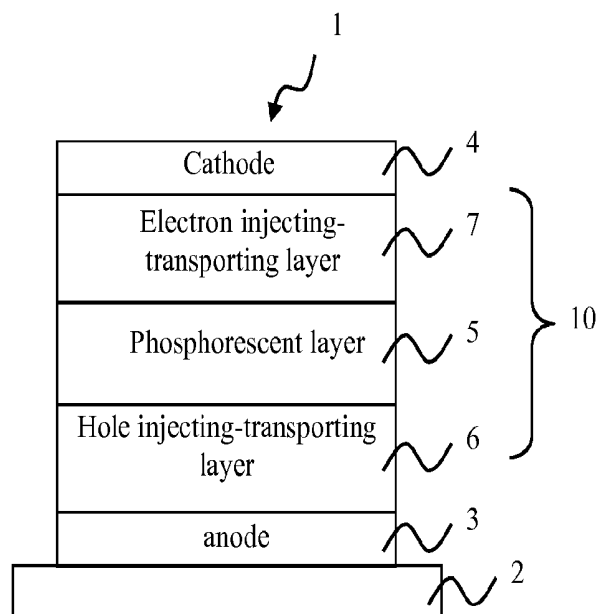 1
Cathode
4
Electron injecting-
transporting layer
7
Phosphorescent layer
5
10
Hole injecting-transporting
layer
6
anode
3
2